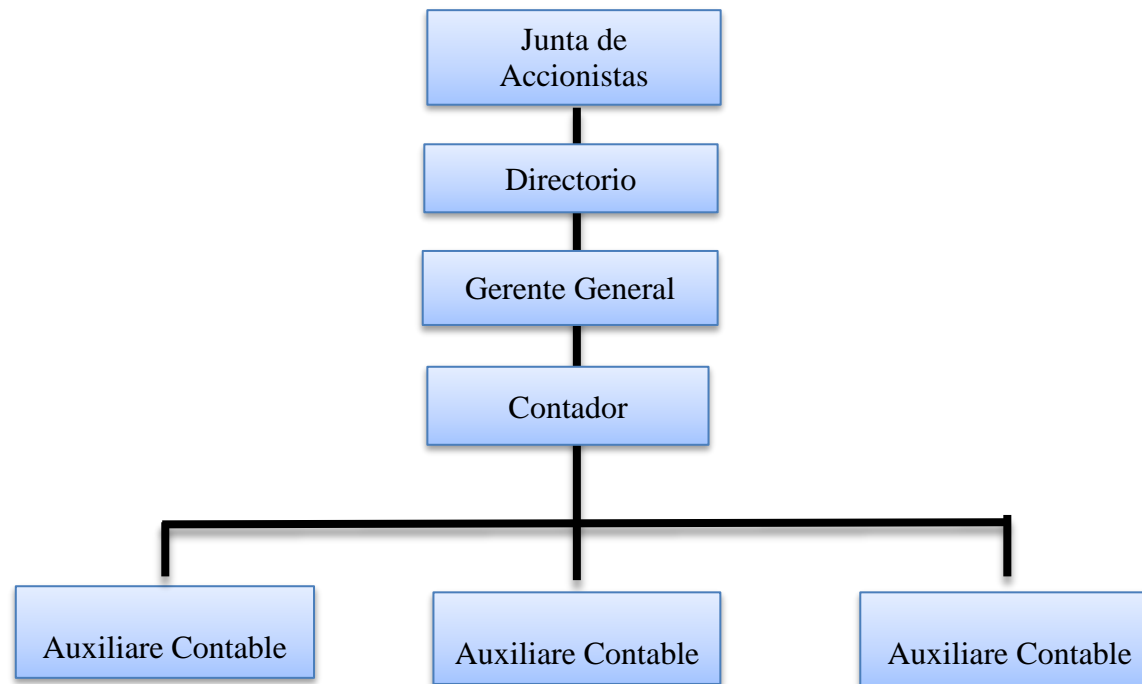 Junta de
Accionistas
Directorio
Gerente General
Contador
Auxiliare Contable
Auxiliare Contable
Auxiliare Contable